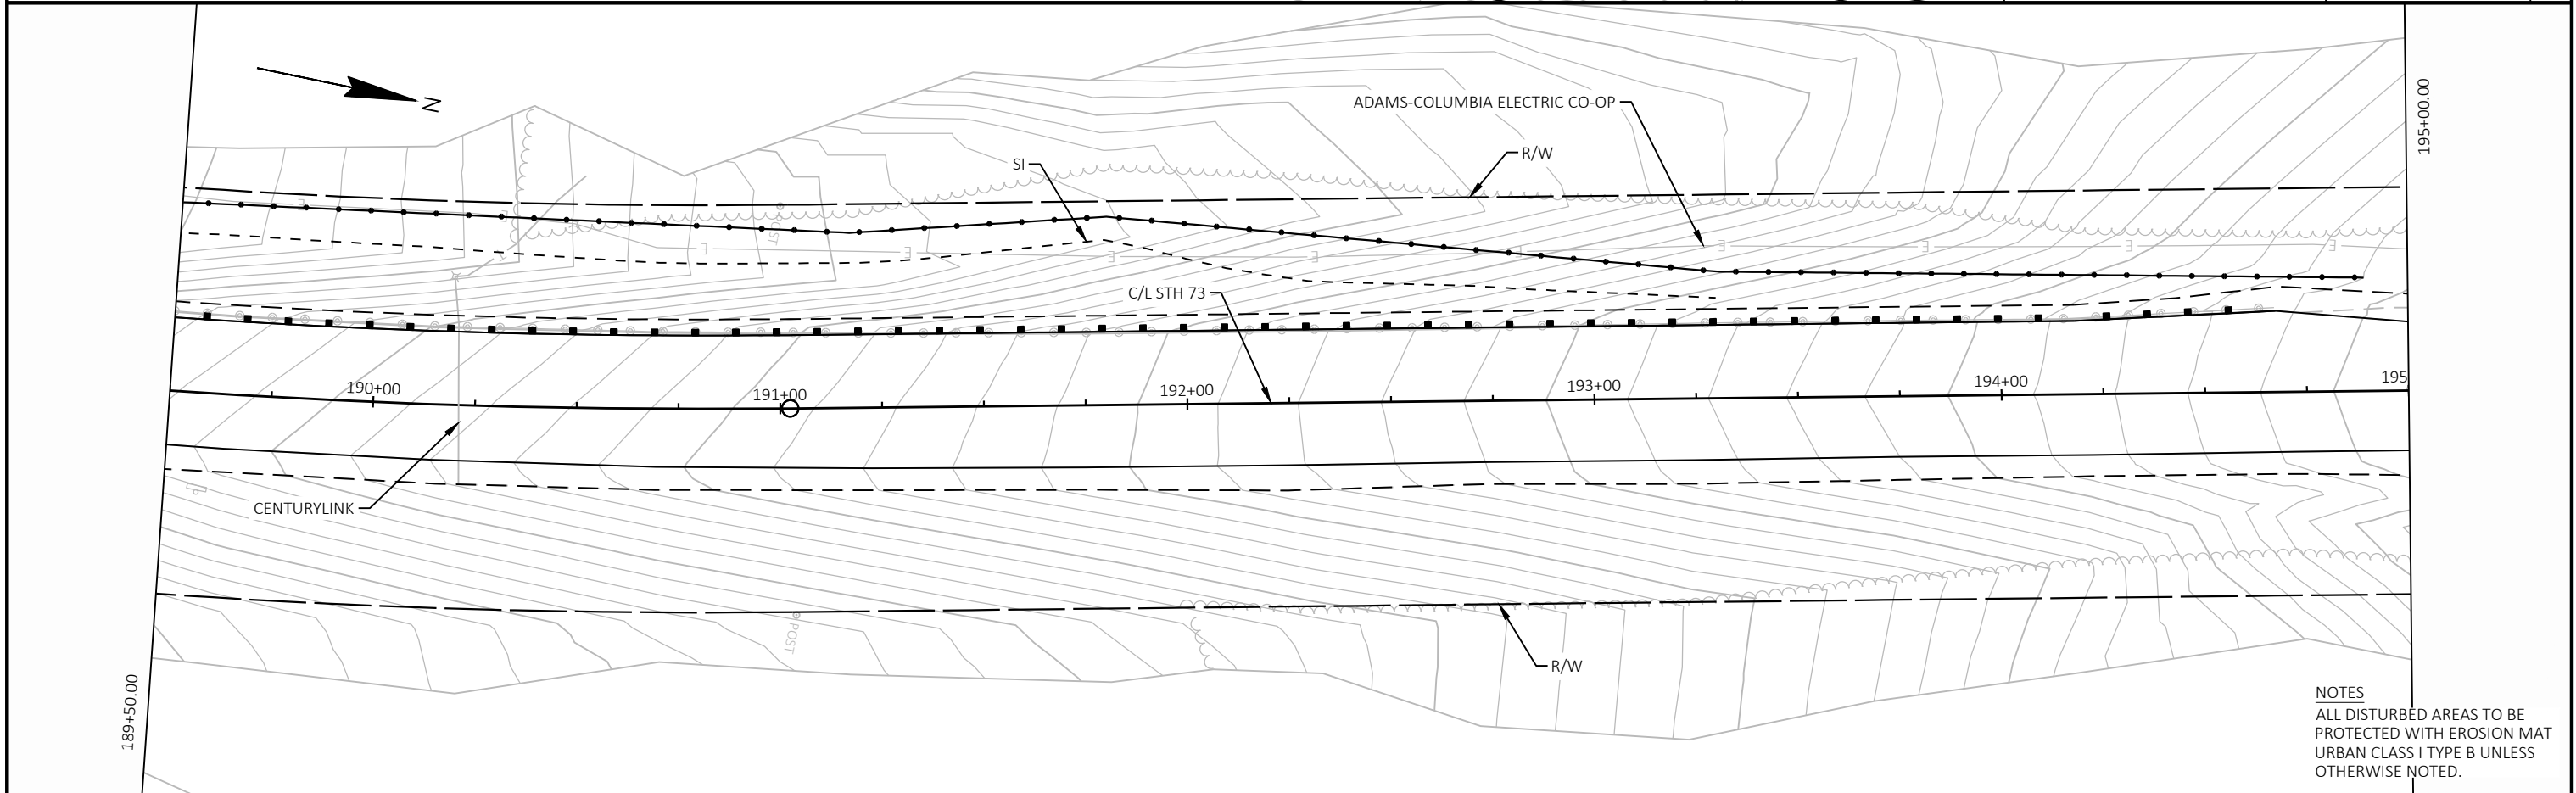 N
ADAMS-COLUMBIA ELECTRIC CO-OP
R/W
SI
195+00.00
E
E
POST
E
E
E
E
E
E
E
E
C/L STH 73
190+00
191+00
192+00
193+00
194+00
195
CENTURYLINK
POST
R/W
189+50.00
NOTES
ALL DISTURBED AREAS TO BE
PROTECTED WITH EROSION MAT
URBAN CLASS I TYPE B UNLESS
OTHERWISE NOTED.